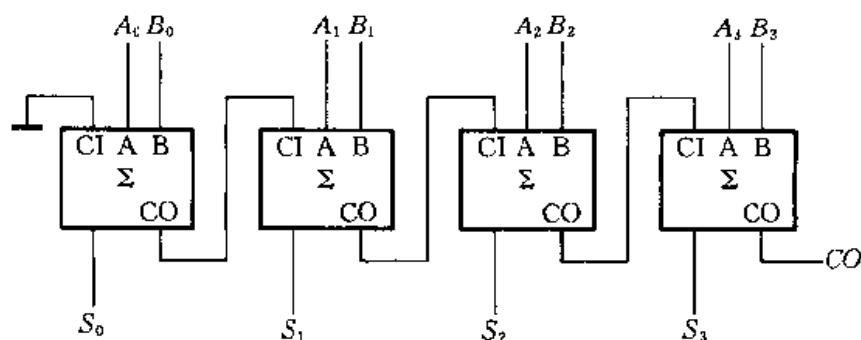 A₀ B₀ A₁ B₁ A₂ B₂ A₃ B₃
CI A B CI A B CI A B CI A B
Σ Σ Σ Σ
CO CO CO CO
CO
S₀ S₁ S₂ S₃